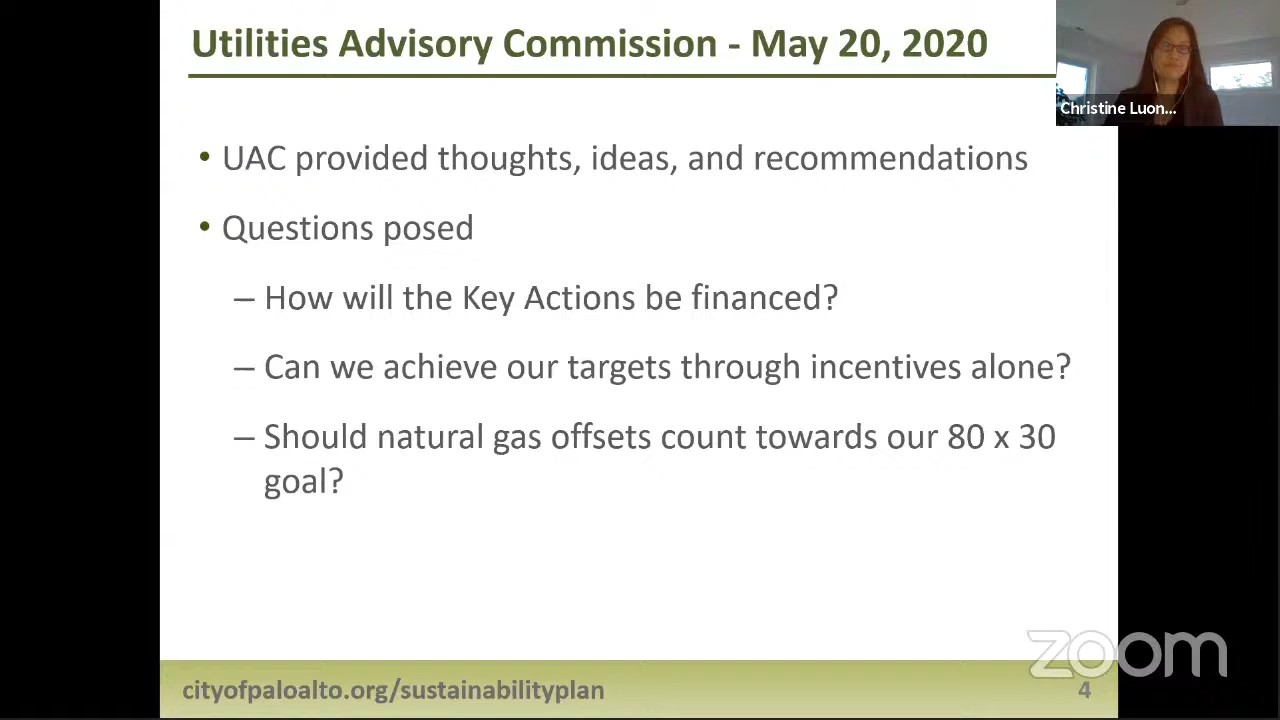 Utilities Advisory Commission - May 20, 2020
Christine Luon...
• UAC provided thoughts, ideas, and recommendations
• Questions posed
– How will the Key Actions be financed?
– Can we achieve our targets through incentives alone?
– Should natural gas offsets count towards our 80 x 30
goal?
zoom
cityofpaloalto.org/sustainabilityplan
4